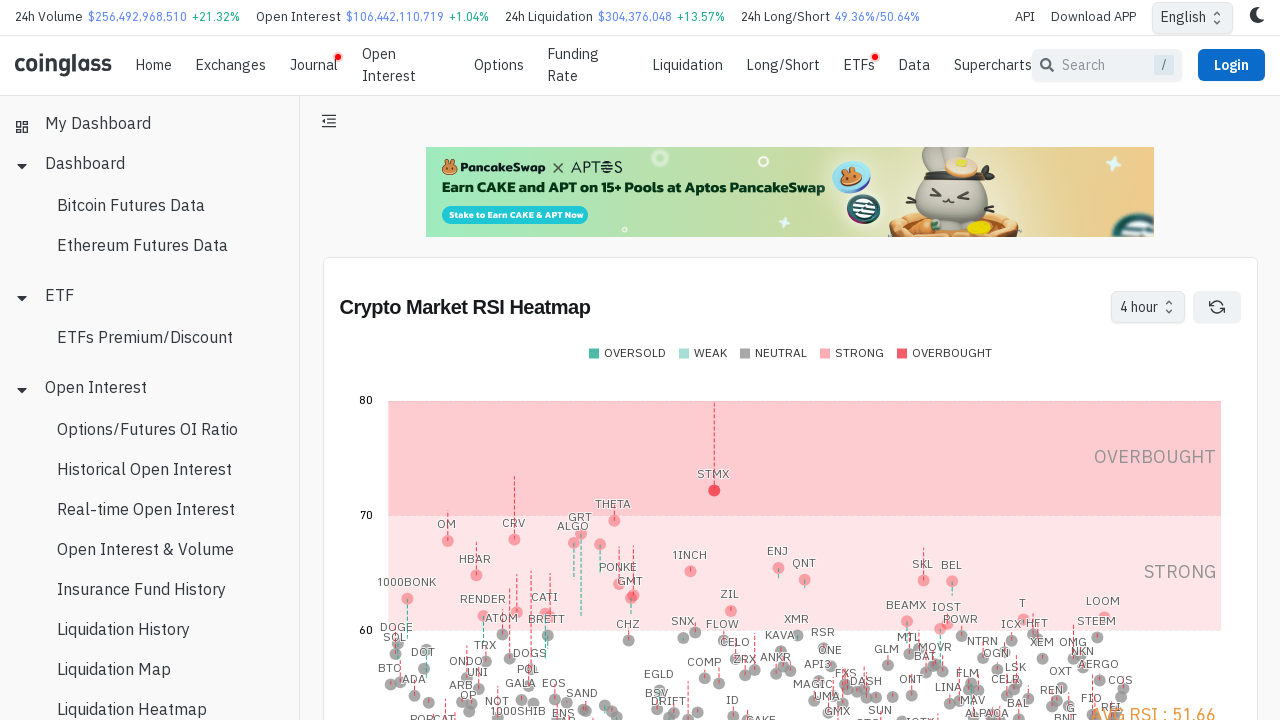 24h Volume $256,492,968,510 +21.32% Open Interest $106,442,110,719 +1.04% 24h Liquidation $304,376,048 +13.57% 24h Long/Short 49.36%/50.64% API Download APP English
coinglass Home Exchanges Journal Open Interest Options Funding Rate Liquidation Long/Short ETFs Data Supercharts Search / Login
My Dashboard
Dashboard
Bitcoin Futures Data
Ethereum Futures Data
ETF
ETFs Premium/Discount
Open Interest
Options/Futures OI Ratio
Historical Open Interest
Real-time Open Interest
Open Interest & Volume
Insurance Fund History
Liquidation History
Liquidation Map
Liquidation Heatmap
PancakeSwap × APTOS
Earn CAKE and APT on 15+ Pools at Aptos PancakeSwap
Stake to Earn CAKE & APT Now
Crypto Market RSI Heatmap
4 hour
OVERSOLD WEAK NEUTRAL STRONG OVERBOUGHT
80
OVERBOUGHT
STMX
70
THETA
OM CRV GRT
ALGO
1INCH ENJ
HBAR PONKE QNT SKL BEL
STRONG
1000BONK GMT
RENDER CATI ZIL BEAMX IOST T LOOM
ATOM BRETT CHZ SNX FLOW XMR POWR ICX HFT STEEM
60
DOGE
SOL KAVA RSR MTL
TRX CELO NTRN XEM OMG
DOT DOGS ONE GLM MOVR OGN NKN
ONDO ZRX ANKR BAT
BTO UNI POL COMP API3 LSK AERGO
ADA EGLD FXS FLM OXT
ARB GALA EOS MAGIC DASH ONT LINA CELR COS
OP SAND BSV UMA REN
NOT DRIFT ID MAV BAL FIO
1000SHIB ENS GMX SUN ALPACA G REI
CAT CAKE BNT
AVG RSI : 51.66